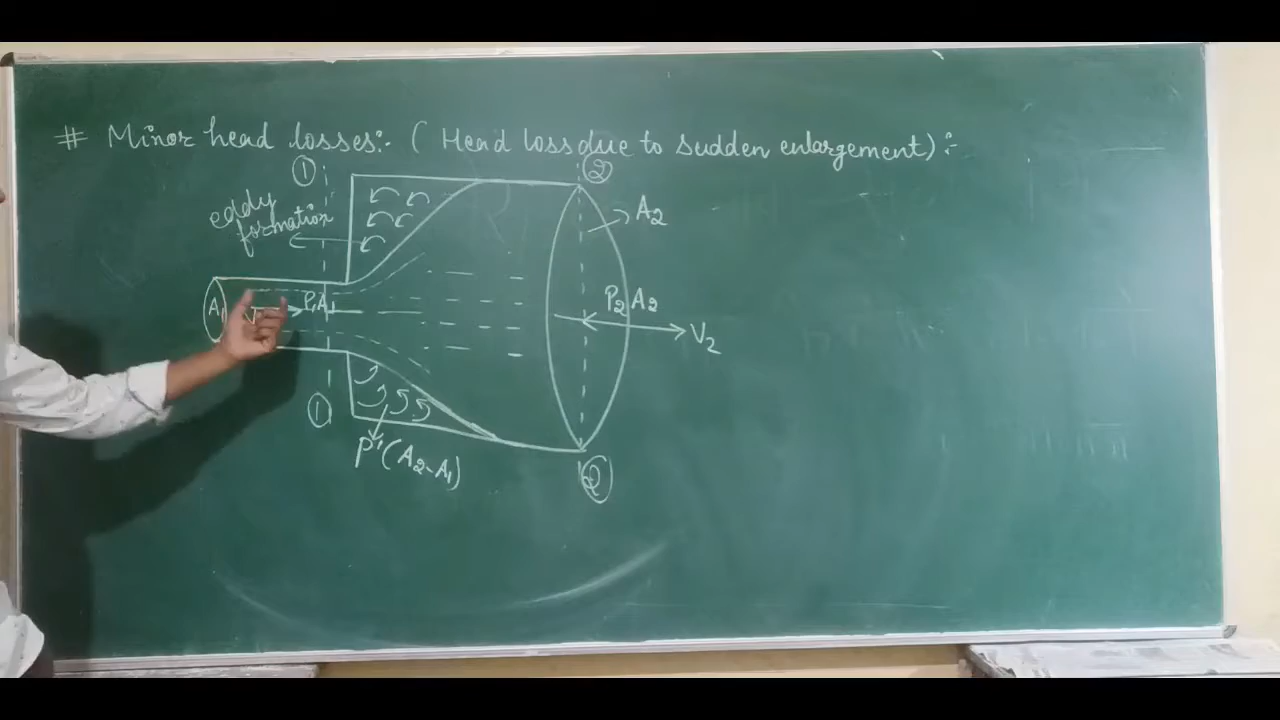 # Minor head losses:- ( Head loss due to sudden enlargement) :-
① ②
eddy
formation
A2
A1 P1A1 P2 A2
V2
①
P'(A2-A1)
②